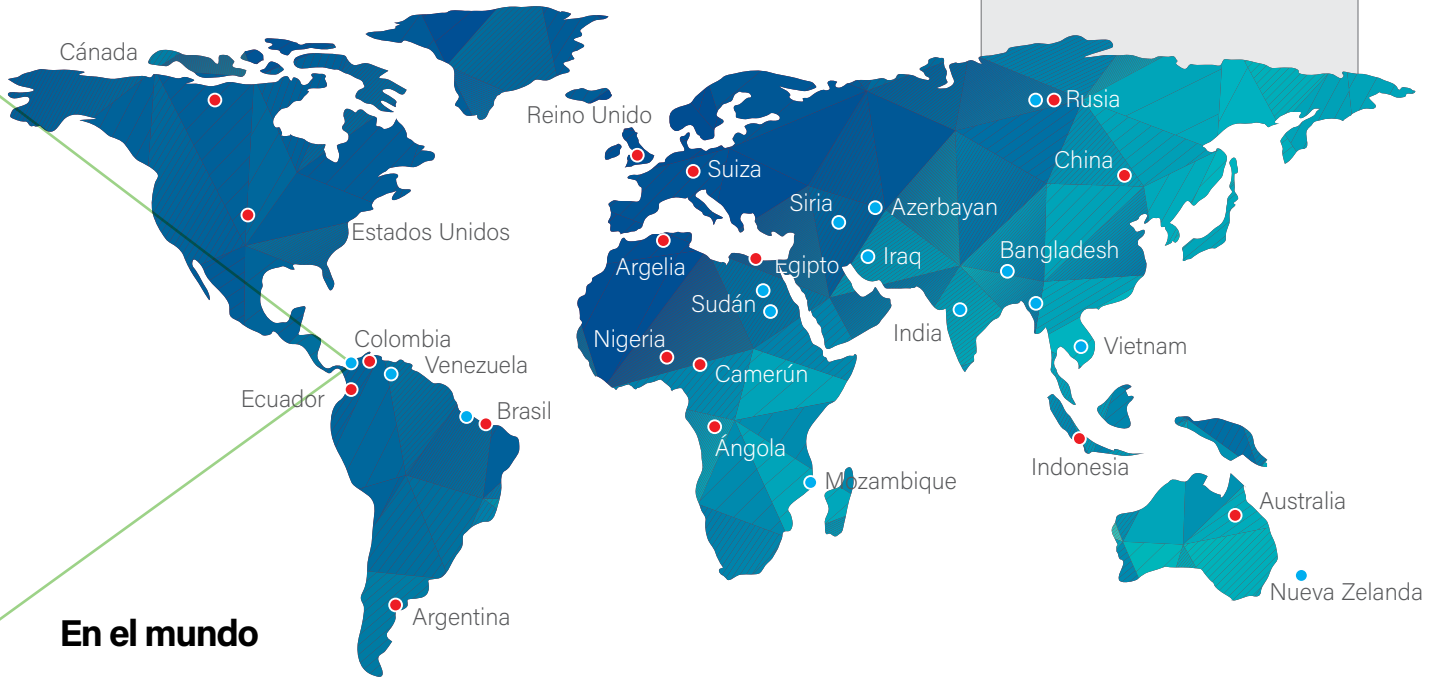 Cánada
Reino Unido
Rusia
Suiza
China
Siria
Azerbayan
Estados Unidos
Bangladesh
Iraq
Argelia
Egipto
Sudán
India
Nigeria
Colombia
Vietnam
Venezuela
Camerún
Ecuador
Brasil
Ángola
Indonesia
Mozambique
Australia
Nueva Zelanda
Argentina
En el mundo